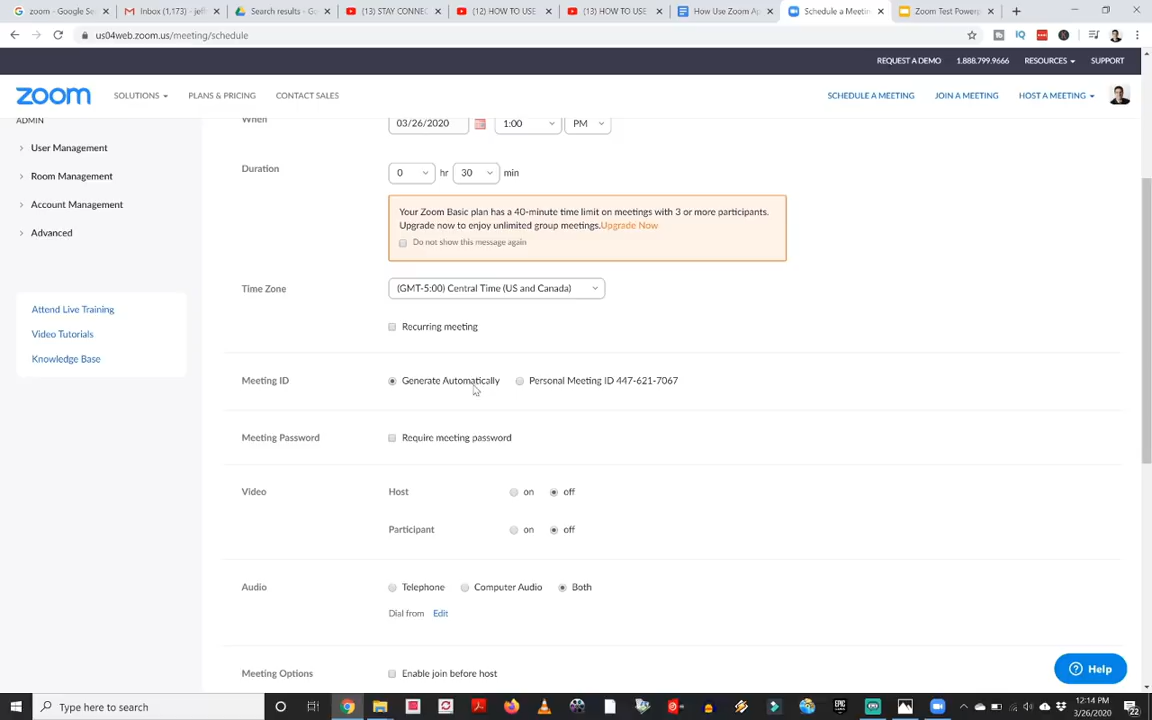 zoom - Google Se
Inbox (1,173) - jeff
Search results - Go
(13) STAY CONNEC
(12) HOW TO USE
(13) HOW TO USE
How Use Zoom Ap
Schedule a Meetin
Zoom Test Powerp
us04web.zoom.us/meeting/schedule
REQUEST A DEMO 1.888.799.9666 RESOURCES SUPPORT
zoom SOLUTIONS PLANS & PRICING CONTACT SALES SCHEDULE A MEETING JOIN A MEETING HOST A MEETING
ADMIN
User Management
Room Management
Account Management
Advanced
Attend Live Training
Video Tutorials
Knowledge Base
When 03/26/2020 1:00 PM
Duration 0 hr 30 min
Your Zoom Basic plan has a 40-minute time limit on meetings with 3 or more participants.
Upgrade now to enjoy unlimited group meetings.Upgrade Now
Do not show this message again
Time Zone (GMT-5:00) Central Time (US and Canada)
Recurring meeting
Meeting ID Generate Automatically Personal Meeting ID 447-621-7067
Meeting Password Require meeting password
Video Host on off
Participant on off
Audio Telephone Computer Audio Both
Dial from Edit
Meeting Options Enable join before host
Help
Type here to search
12:14 PM
3/26/2020
22